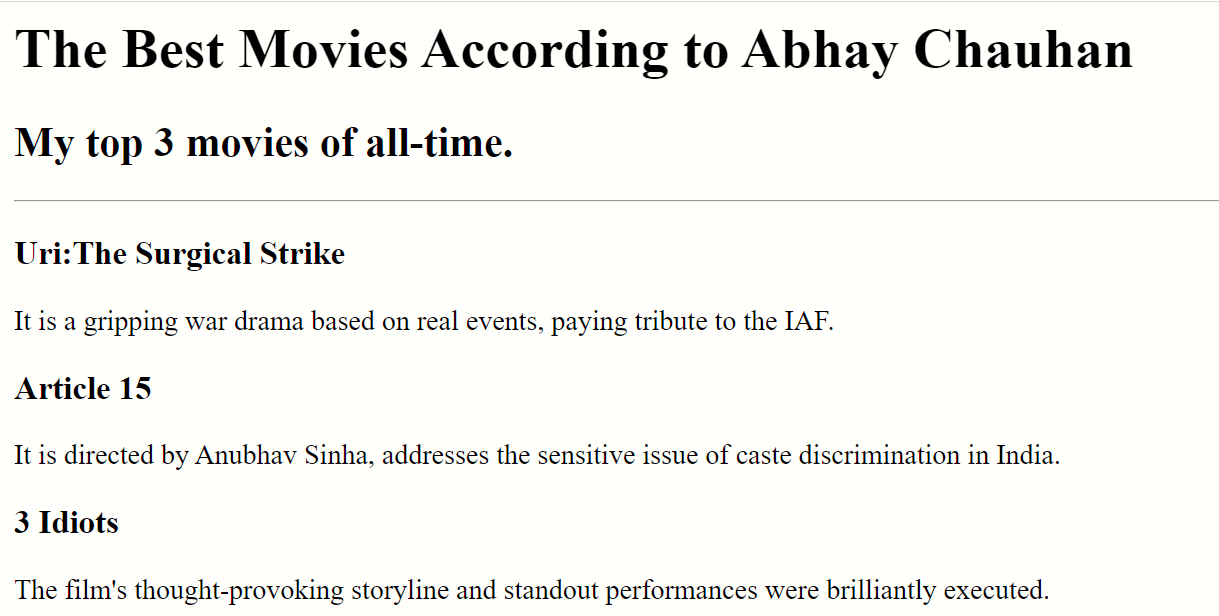 The Best Movies According to Abhay Chauhan
My top 3 movies of all-time.
Uri:The Surgical Strike
It is a gripping war drama based on real events, paying tribute to the IAF.
Article 15
It is directed by Anubhav Sinha, addresses the sensitive issue of caste discrimination in India.
3 Idiots
The film's thought-provoking storyline and standout performances were brilliantly executed.